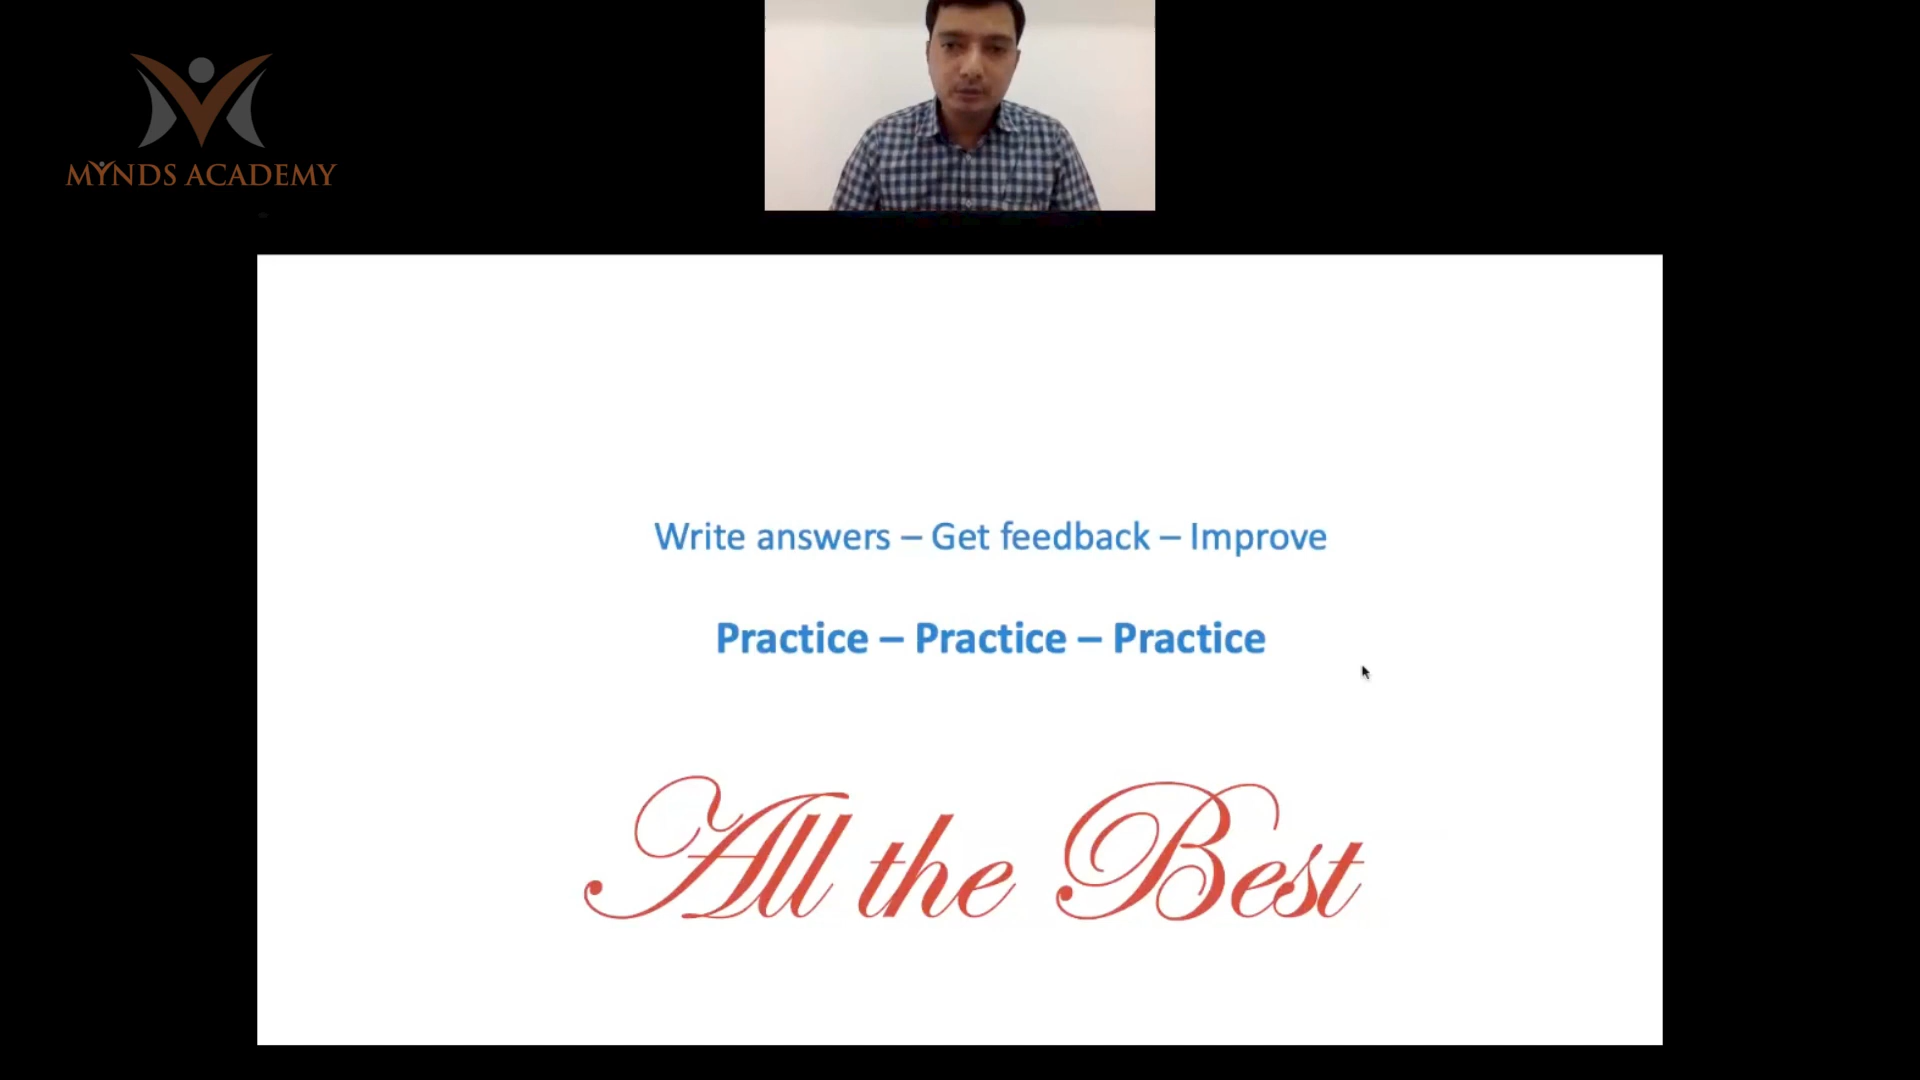 MYNDS ACADEMY
Write answers – Get feedback – Improve
Practice – Practice – Practice
All the Best